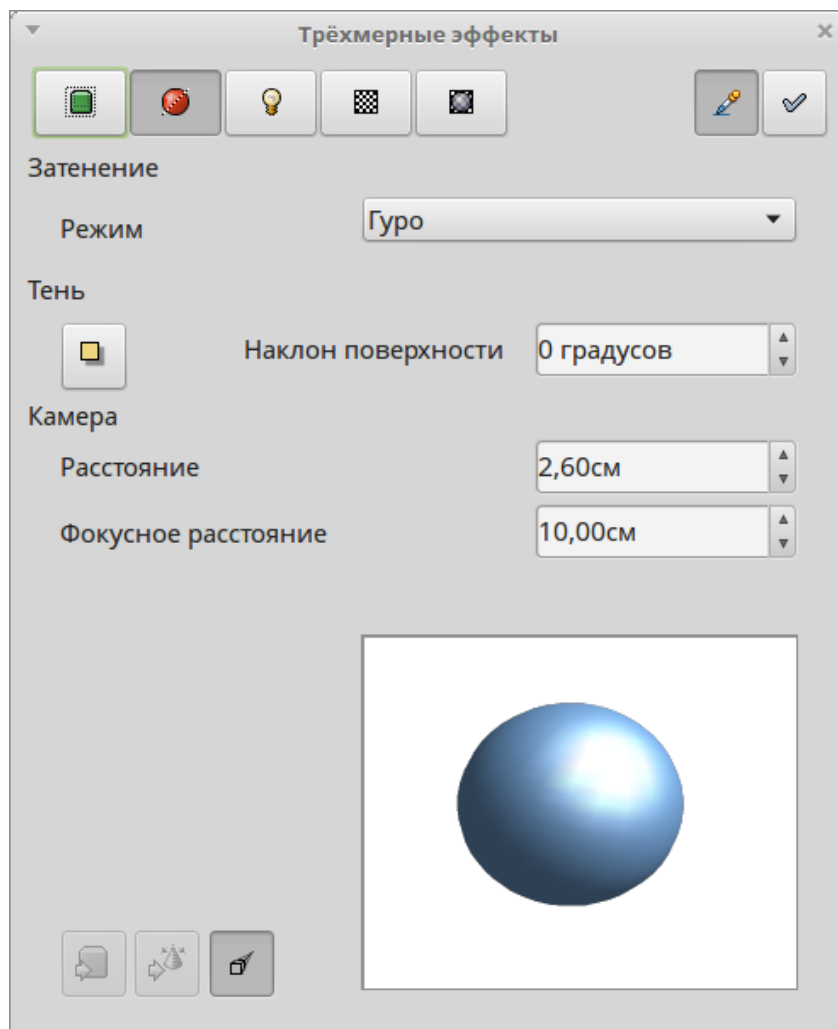 Трёхмерные эффекты
Затенение
Режим Гуро
Тень
Наклон поверхности 0 градусов
Камера
Расстояние 2,60см
Фокусное расстояние 10,00см